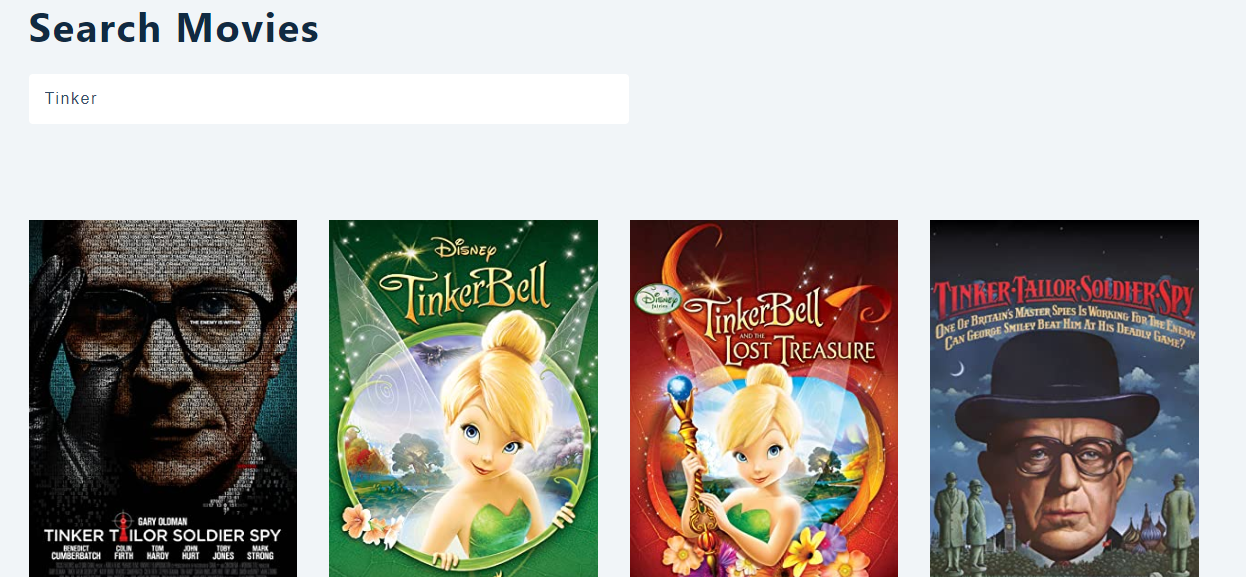 Search Movies
Tinker
THE ENEMY IS WITHIN
GARY OLDMAN
TINKER TAILOR SOLDIER SPY
BENEDICT CUMBERBATCH
COLIN FIRTH
TOM HARDY
JOHN HURT
TOBY JONES
MARK STRONG
Disney
TinkerBell
Disney
fairies
TinkerBell
AND THE
LOST TREASURE
TINKER·TAILOR·SOLDIER·SPY
ONE OF BRITAIN'S MASTER SPIES IS WORKING FOR THE ENEMY
CAN GEORGE SMILEY BEAT HIM AT HIS DEADLY GAME?